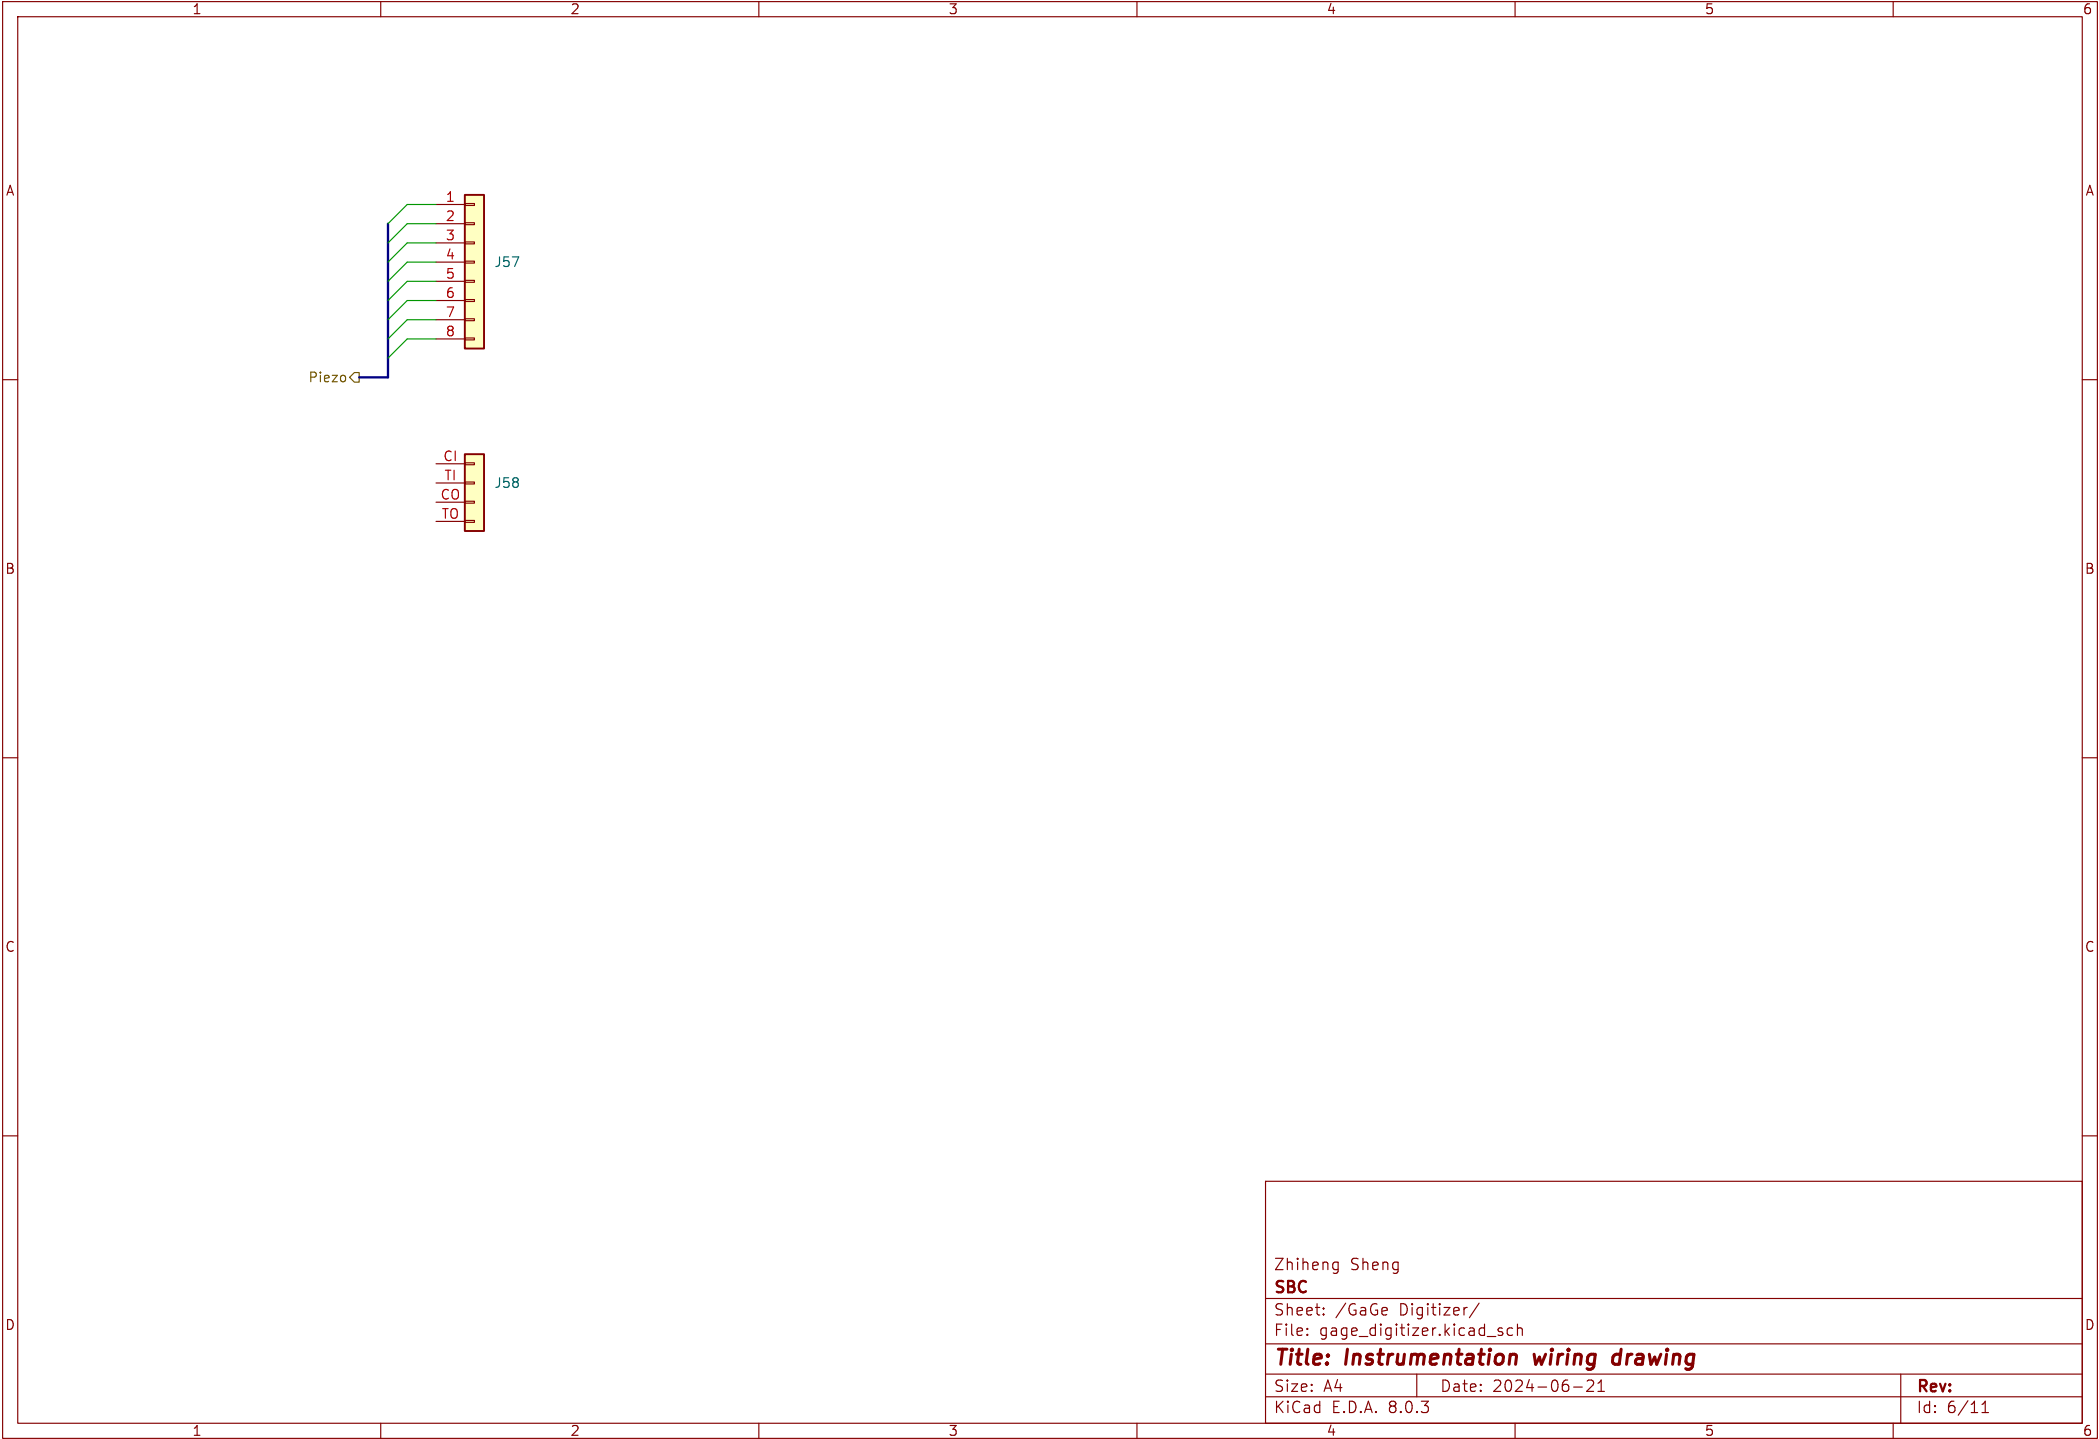 1 2 3 4 5 6
A A
1
2
3
4 J57
5
6
7
8
Piezo
CI
TI J58
CO
TO
B B
C C
Zhiheng Sheng
SBC
Sheet: /GaGe Digitizer/
D D
File: gage_digitizer.kicad_sch
Title: Instrumentation wiring drawing
Size: A4 Date: 2024-06-21 Rev:
KiCad E.D.A. 8.0.3 Id: 6/11
1 2 3 4 5 6